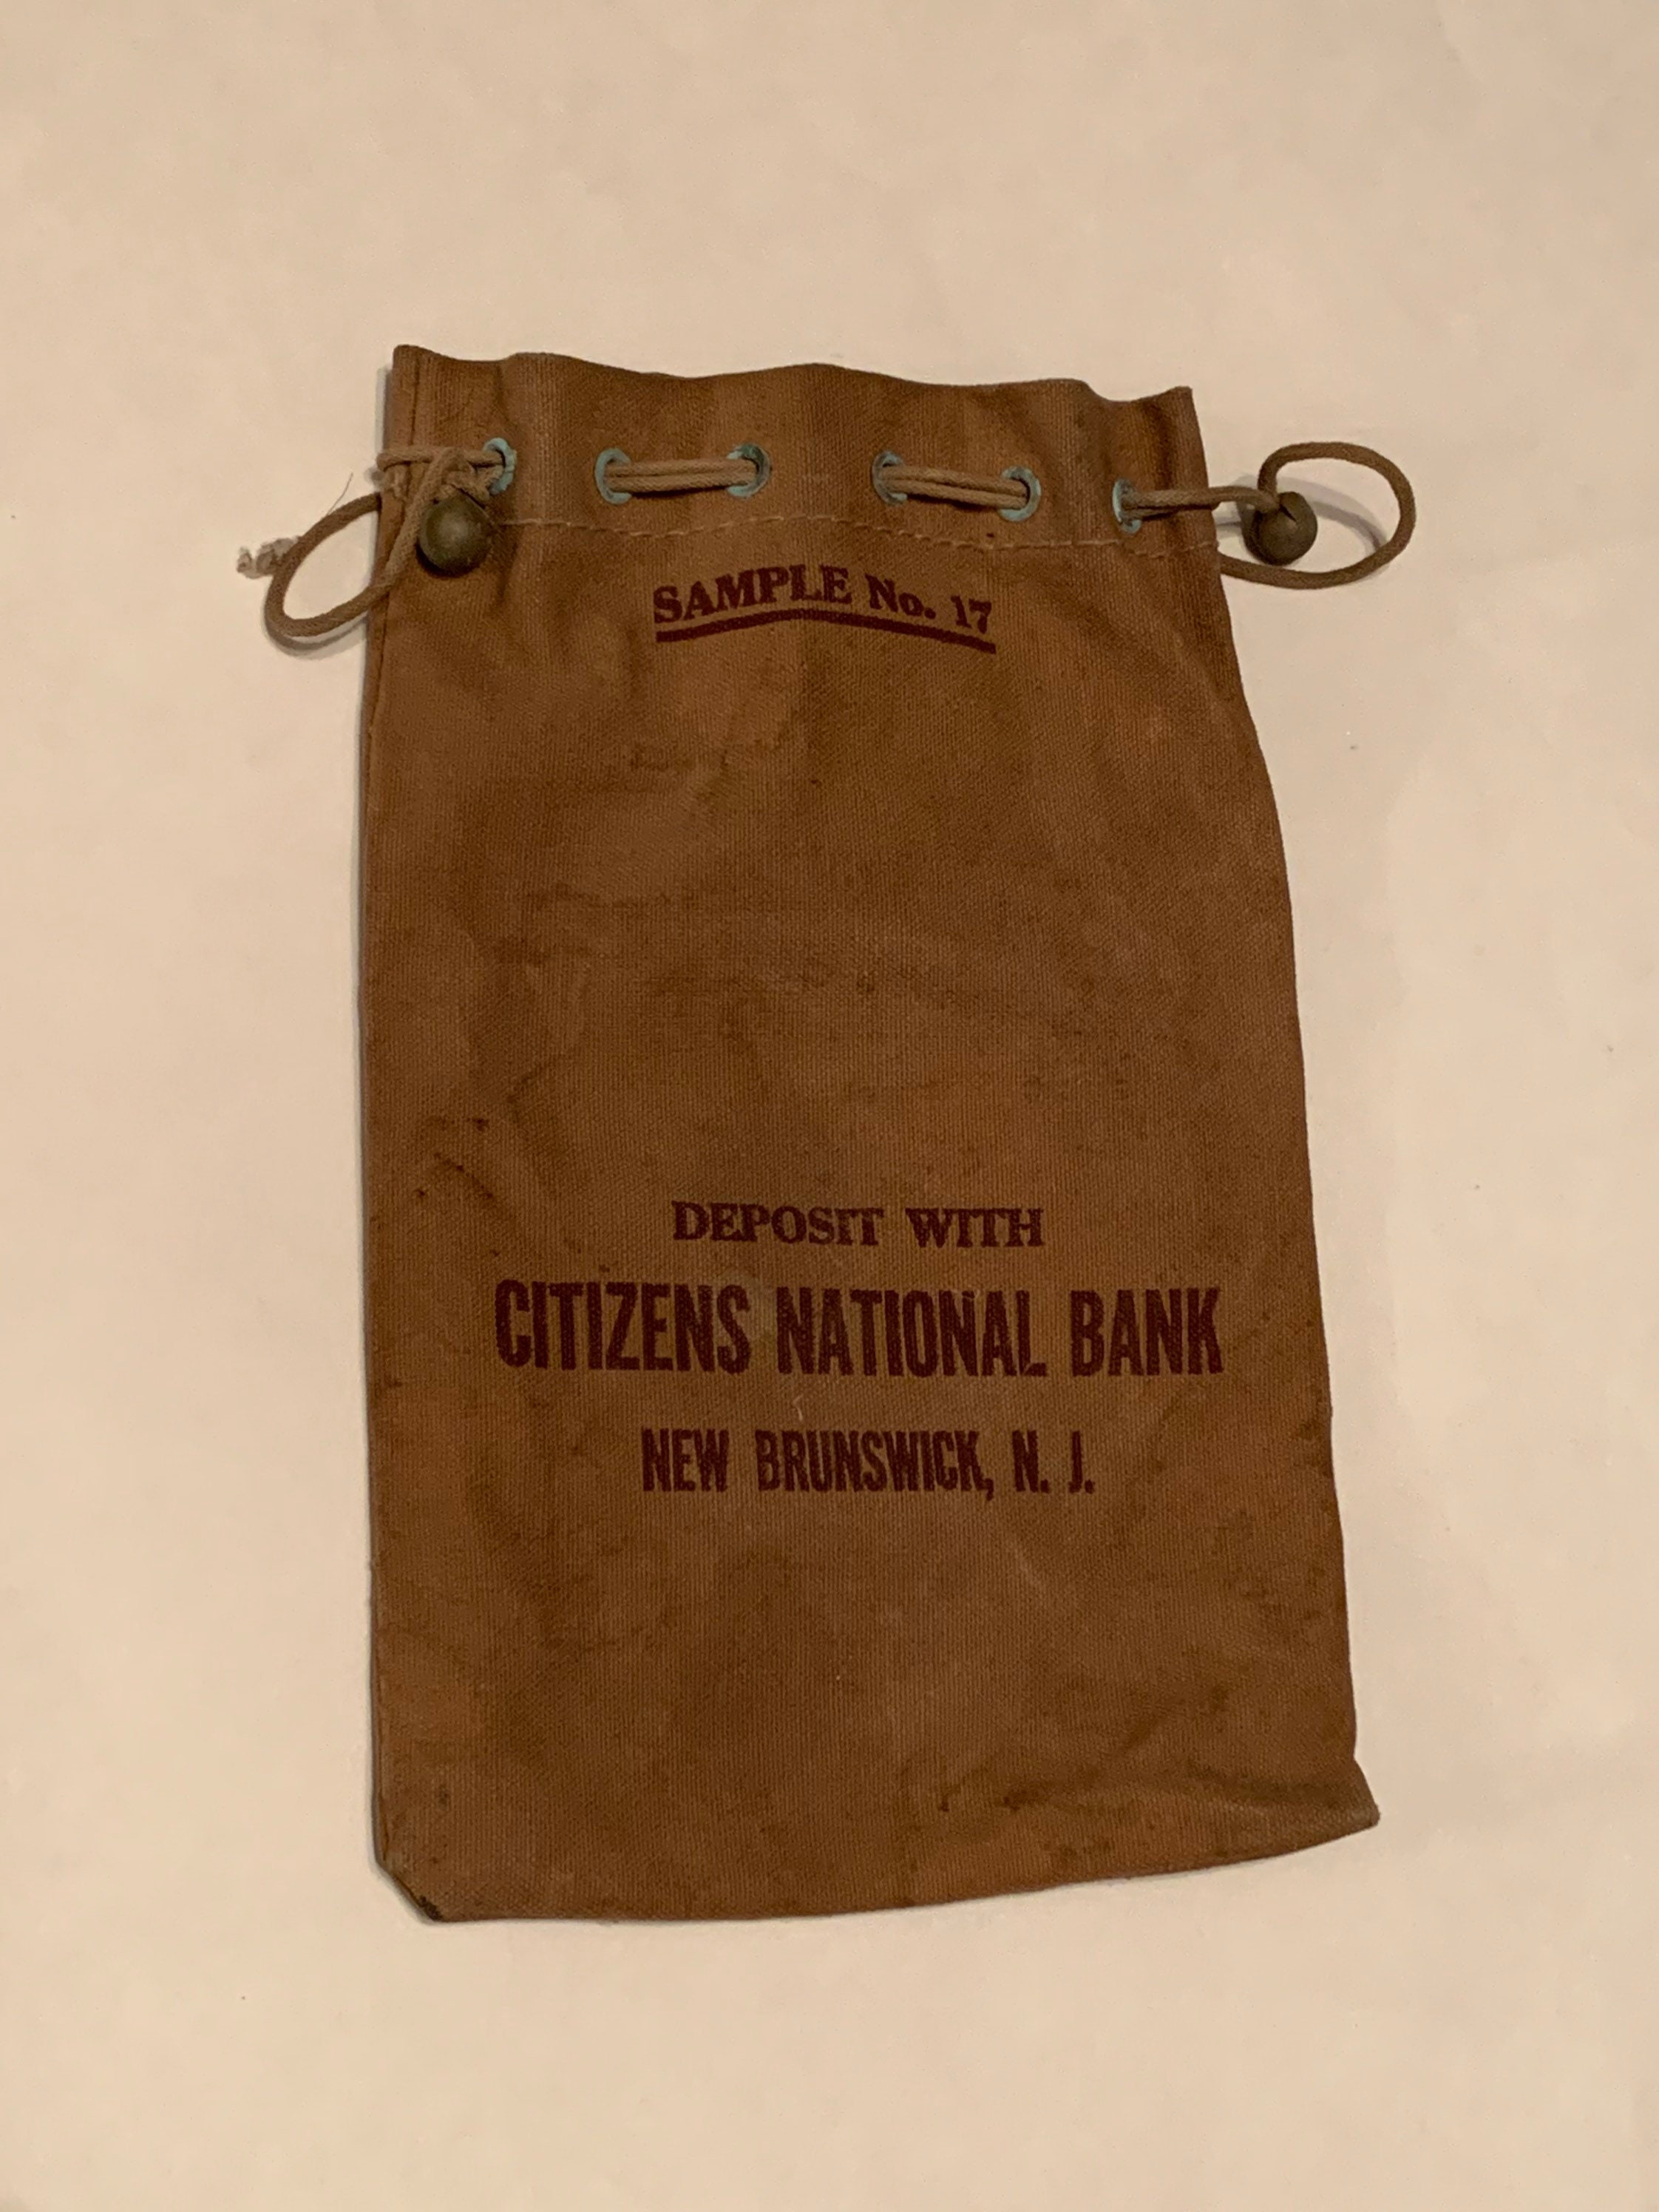 SAMPLE No. 17
DEPOSIT WITH
CITIZENS NATIONAL BANK
NEW BRUNSWICK, N. J.